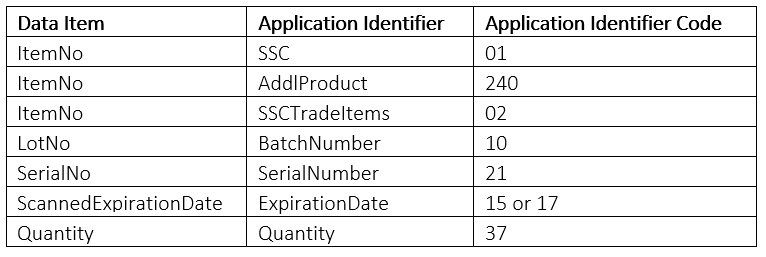 Data Item Application Identifier Application Identifier Code
ItemNo SSC 01
ItemNo AddlProduct 240
ItemNo SSCTradeItems 02
LotNo BatchNumber 10
SerialNo SerialNumber 21
ScannedExpirationDate ExpirationDate 15 or 17
Quantity Quantity 37